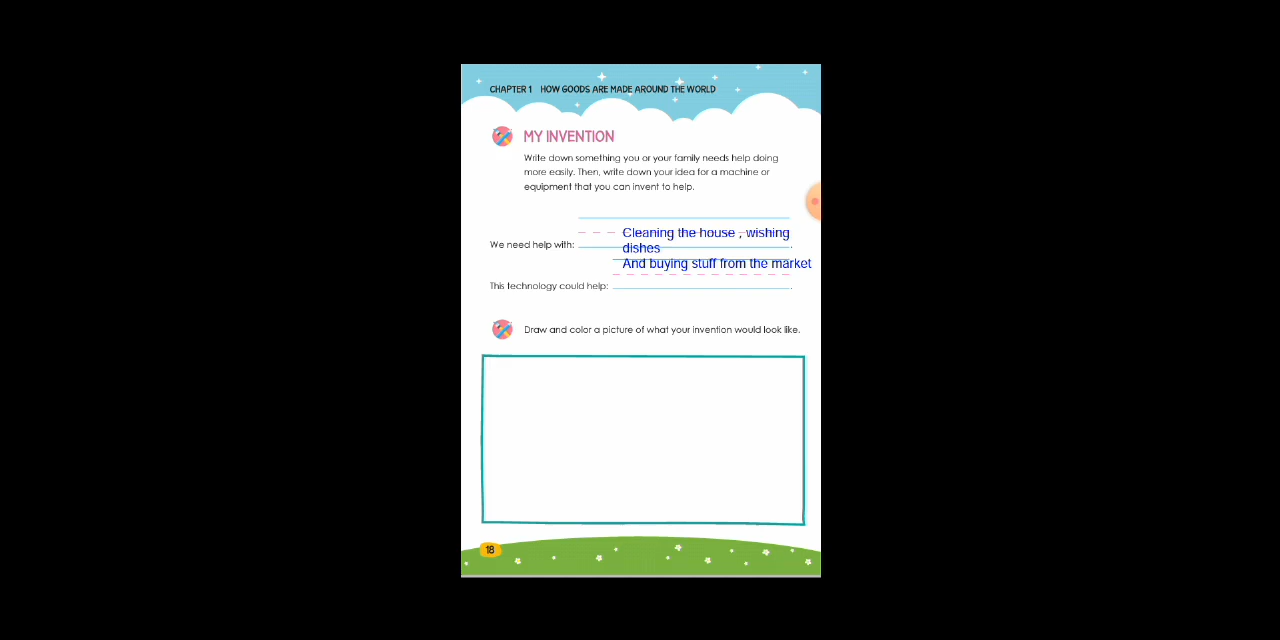 CHAPTER 1 HOW GOODS ARE MADE AROUND THE WORLD
MY INVENTION
Write down something you or your family needs help doing
more easily. Then, write down your idea for a machine or
equipment that you can invent to help.
We need help with: Cleaning the house , wishing
dishes
And buying stuff from the market
This technology could help:
Draw and color a picture of what your invention would look like.
18